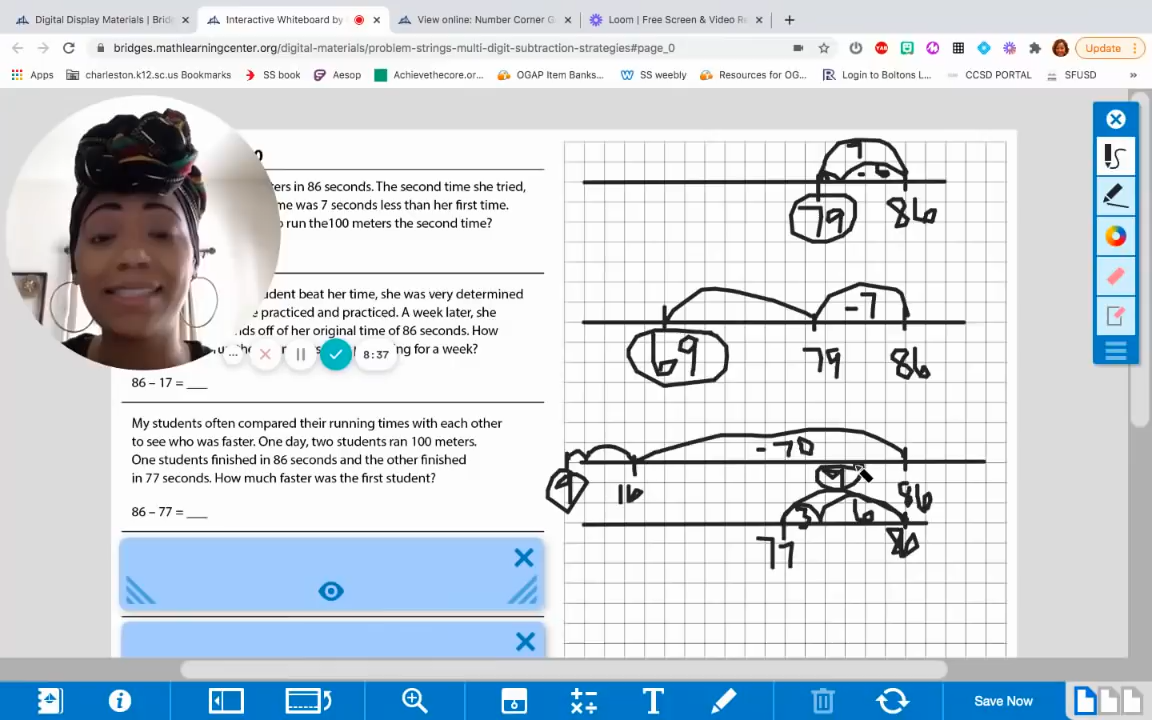 Digital Display Materials | Brid
Interactive Whiteboard by
View online: Number Corner G
Loom | Free Screen & Video Re
bridges.mathlearningcenter.org/digital-materials/problem-strings-multi-digit-subtraction-strategies#page_0
Update
Apps
charleston.k12.sc.us Bookmarks
SS book
Aesop
Achievethecore.or...
OGAP Item Banks...
SS weekly
Resources for OG...
Login to Boltons L...
CCSD PORTAL
SFUSD
»
0
ters in 86 seconds. The second time she tried,
me was 7 seconds less than her first time.
o run the100 meters the second time?
udent beat her time, she was very determined
e practiced and practiced. A week later, she
nds off of her original time of 86 seconds. How
ng for a week?
8:37
86 – 17 = ___
My students often compared their running times with each other
to see who was faster. One day, two students ran 100 meters.
One students finished in 86 seconds and the other finished
in 77 seconds. How much faster was the first student?
86 – 77 = ___
7
-6
79 86
-7
69 79 86
-70
9 16 86
9
3 6
77 86
Save Now